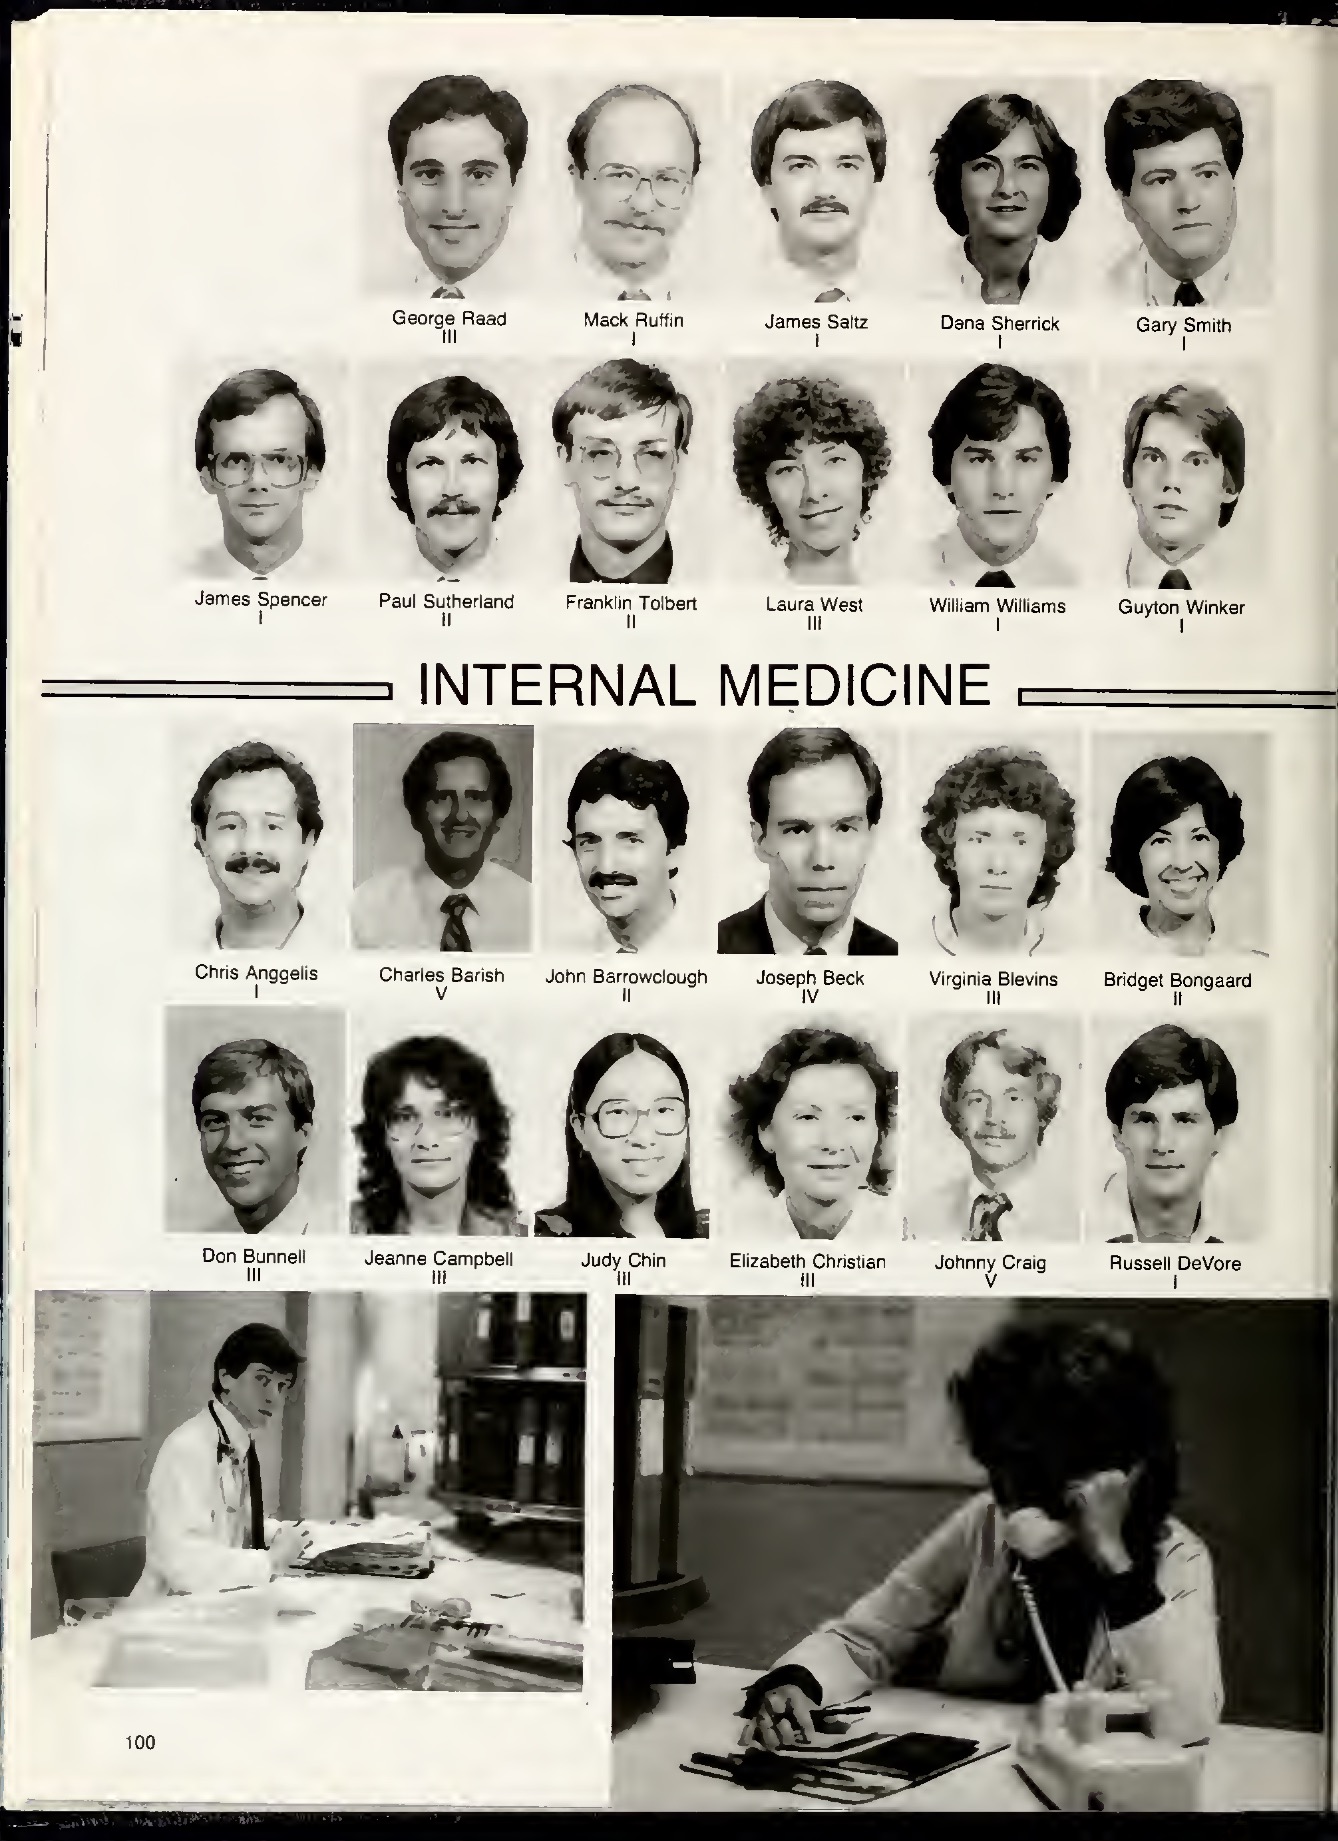 George Raad
III
Mack Ruffin
I
James Saltz
I
Dana Sherrick
I
Gary Smith
I
James Spencer
I
Paul Sutherland
II
Franklin Tolbert
II
Laura West
III
William Williams
I
Guyton Winker
I
INTERNAL MEDICINE
Chris Anggelis
I
Charles Barish
V
John Barrowclough
II
Joseph Beck
IV
Virginia Blevins
III
Bridget Bongaard
II
Don Bunnell
III
Jeanne Campbell
III
Judy Chin
III
Elizabeth Christian
III
Johnny Craig
V
Russell DeVore
I
100